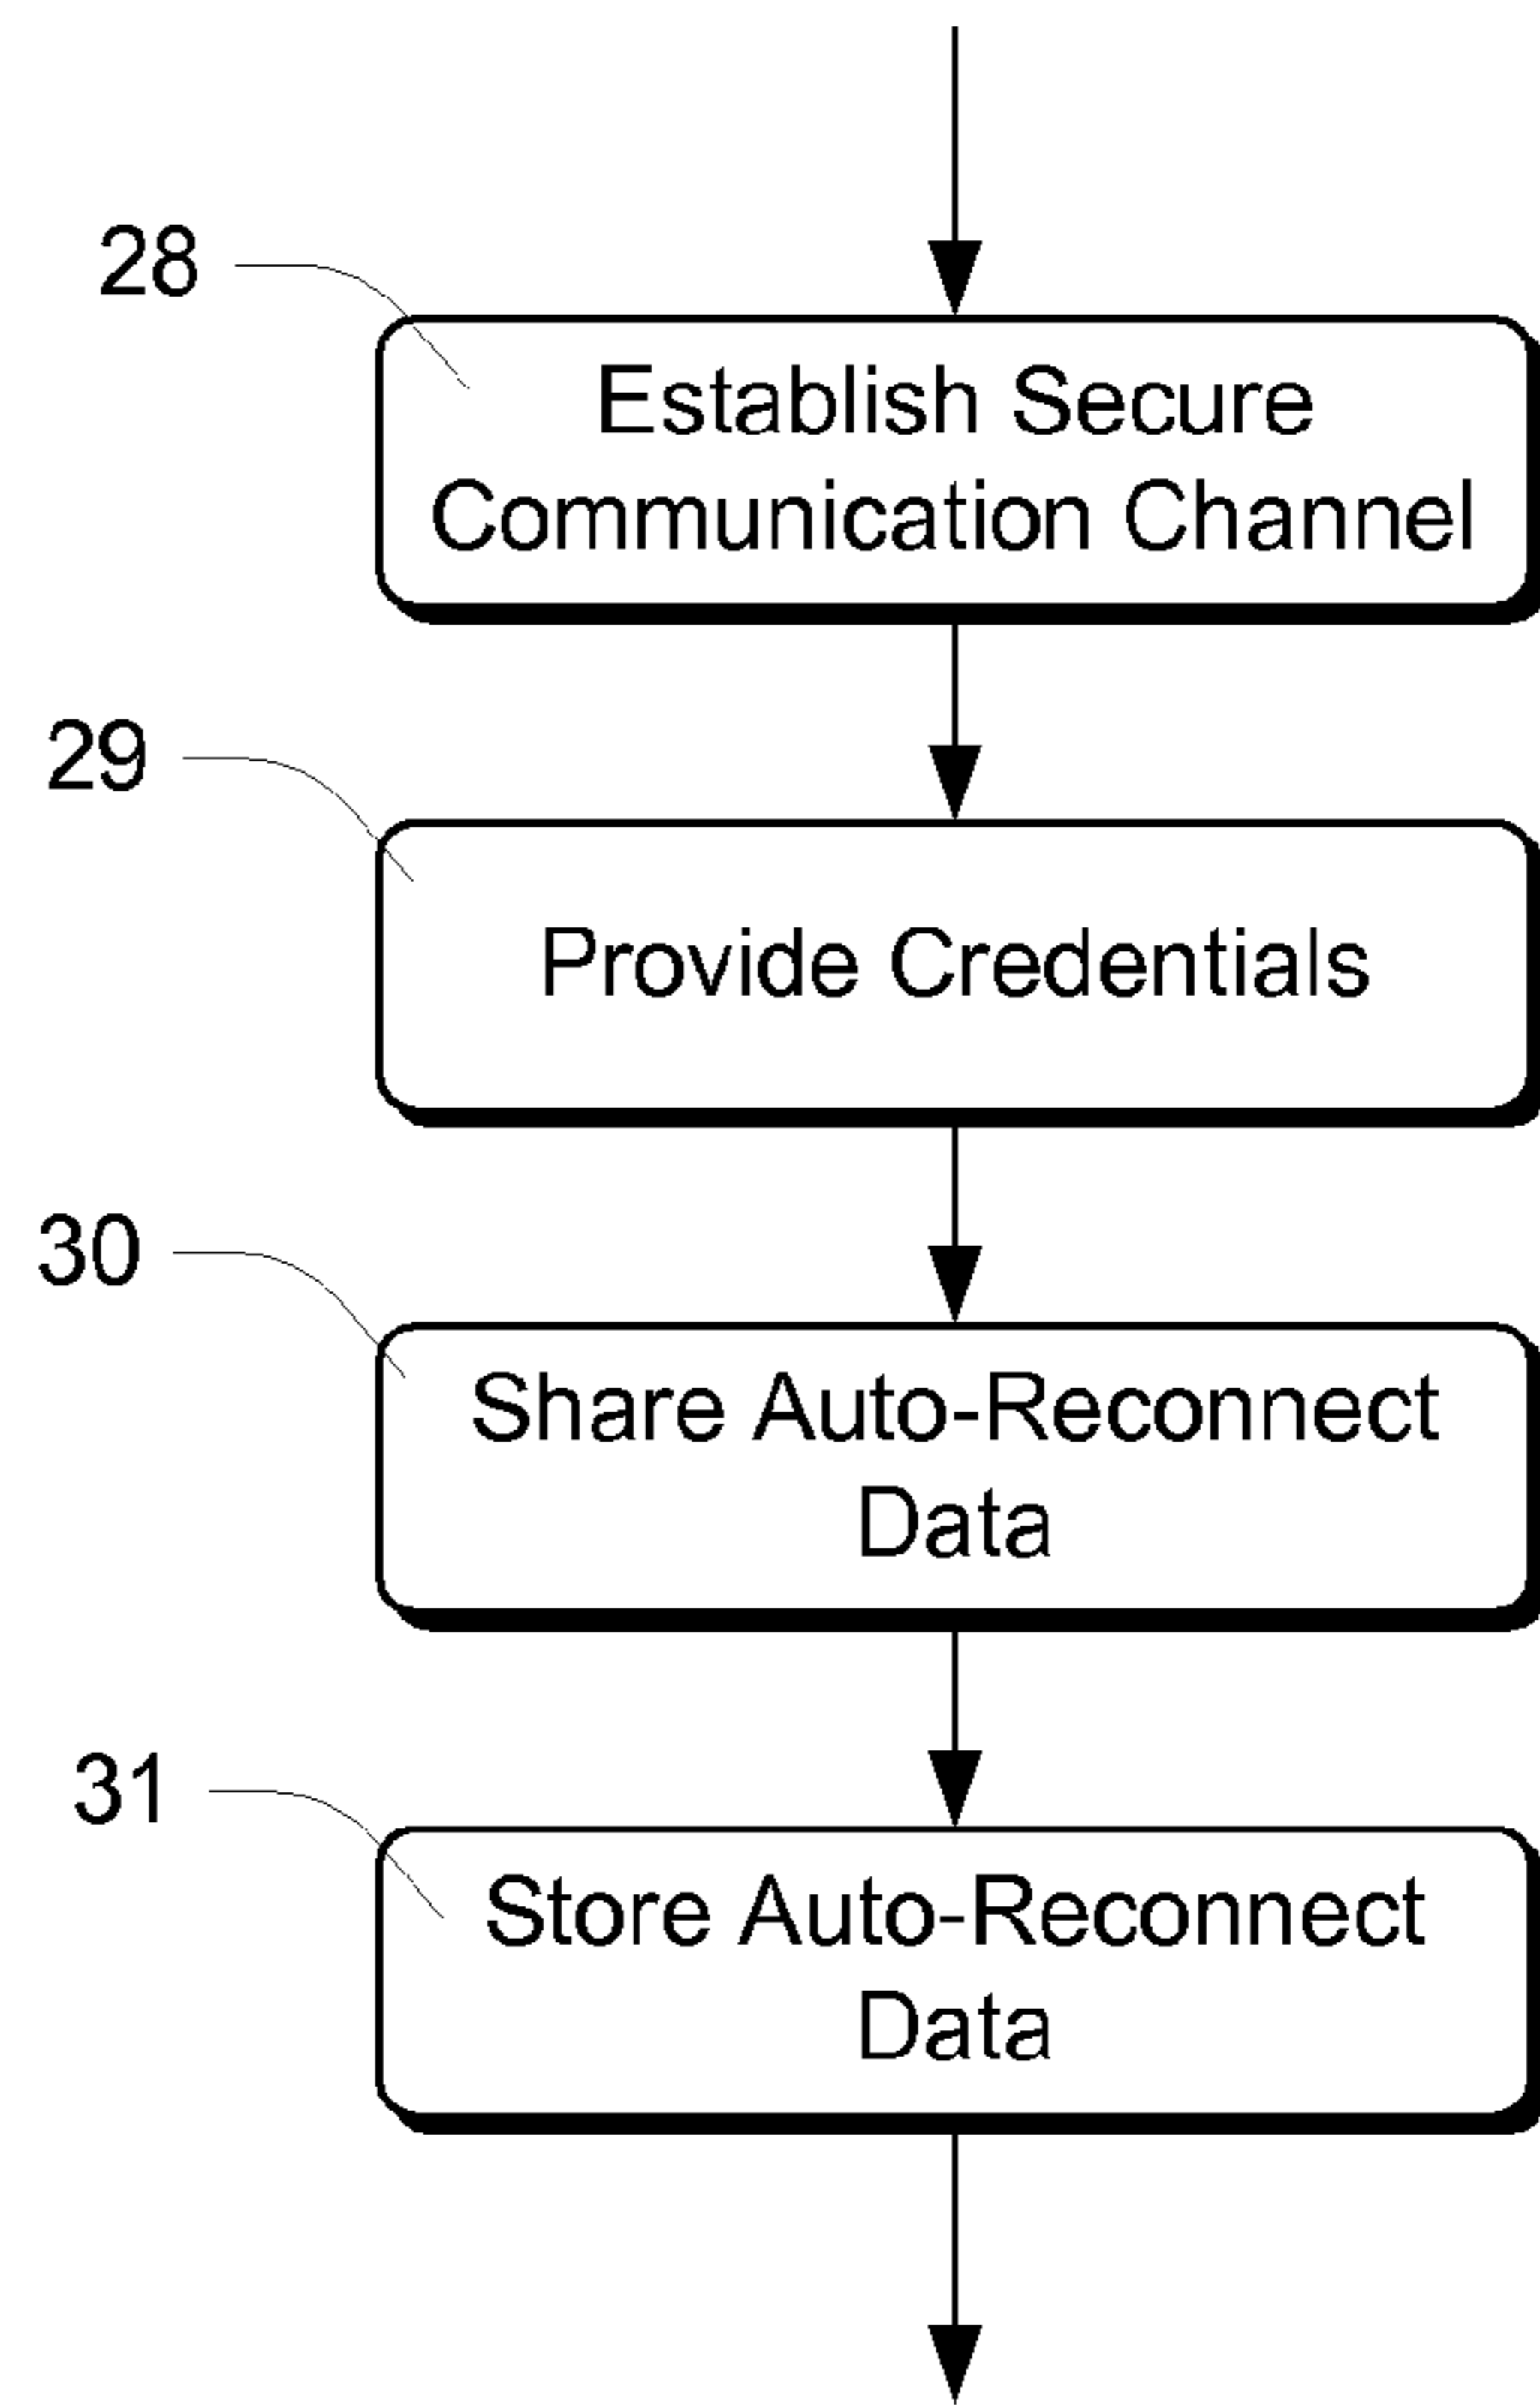 28
Establish Secure
Communication Channel
29
Provide Credentials
30
Share Auto-Reconnect
Data
31
Store Auto-Reconnect
Data